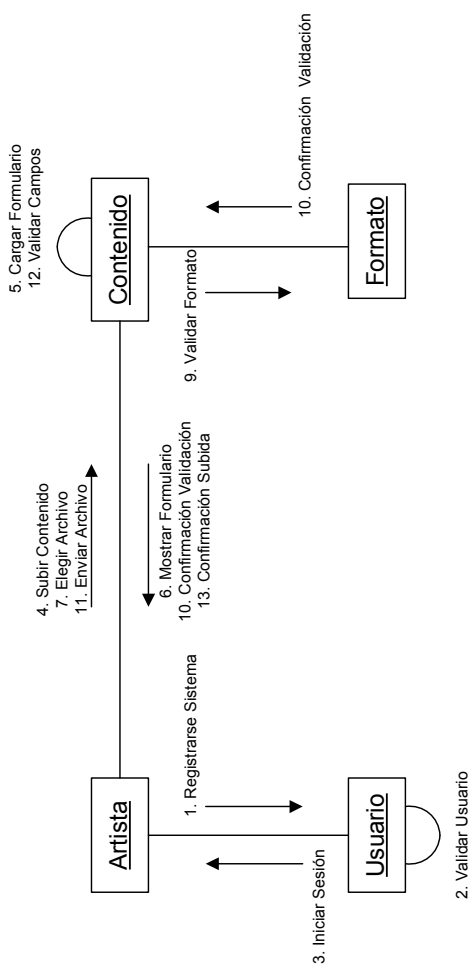 5. Cargar Formulario
12. Validar Campos
4. Subir Contenido
7. Elegir Archivo
11. Enviar Archivo
Artista
Contenido
6. Mostrar Formulario
10. Confirmación Validación
13. Confirmación Subida
1. Registrarse Sistema
9. Validar Formato
3. Iniciar Sesión
10. Confirmación Validación
Usuario
Formato
2. Validar Usuario